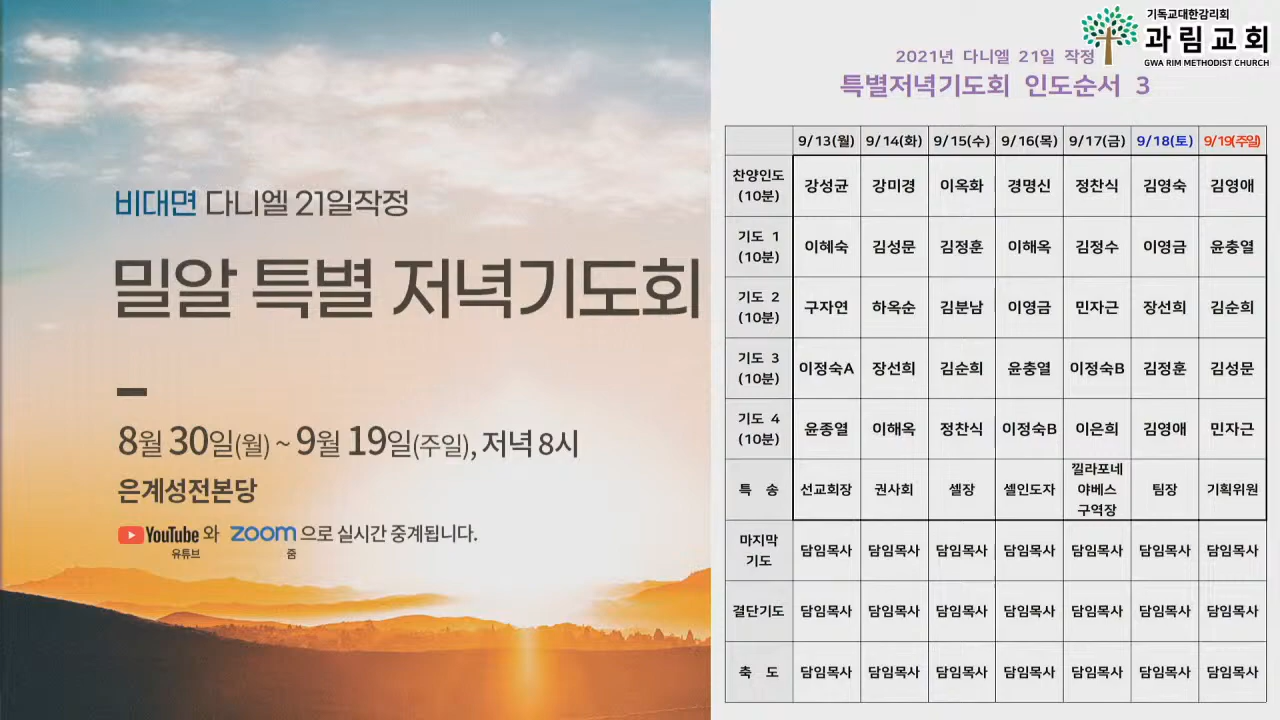 비대면 다니엘 21일작정
밀알 특별 저녁기도회
8월 30일(월) ~ 9월 19일(주일), 저녁 8시
은계성전본당
YouTube 와 zoom 으로 실시간 중계됩니다.
유튜브 줌
기독교대한감리회
과림교회
GWA RIM METHODIST CHURCH
2021년 다니엘 21일 작정
특별저녁기도회 인도순서 3
9/13(월) 9/14(화) 9/15(수) 9/16(목) 9/17(금) 9/18(토) 9/19(주일)
찬양인도 (10분) 강성균 강미경 이옥화 경명신 정찬식 김영숙 김영애
기도 1 (10분) 이혜숙 김성문 김정훈 이해옥 김정수 이영금 윤충열
기도 2 (10분) 구자연 하옥순 김분남 이영금 민자근 장선희 김순희
기도 3 (10분) 이정숙A 장선희 김순희 윤충열 이정숙B 김정훈 김성문
기도 4 (10분) 윤종열 이해옥 정찬식 이정숙B 이은희 김영애 민자근
특 송 선교회장 권사회 셀장 셀인도자 낄라포네 야베스 구역장 팀장 기획위원
마지막 기도 담임목사 담임목사 담임목사 담임목사 담임목사 담임목사 담임목사
결단기도 담임목사 담임목사 담임목사 담임목사 담임목사 담임목사 담임목사
축 도 담임목사 담임목사 담임목사 담임목사 담임목사 담임목사 담임목사